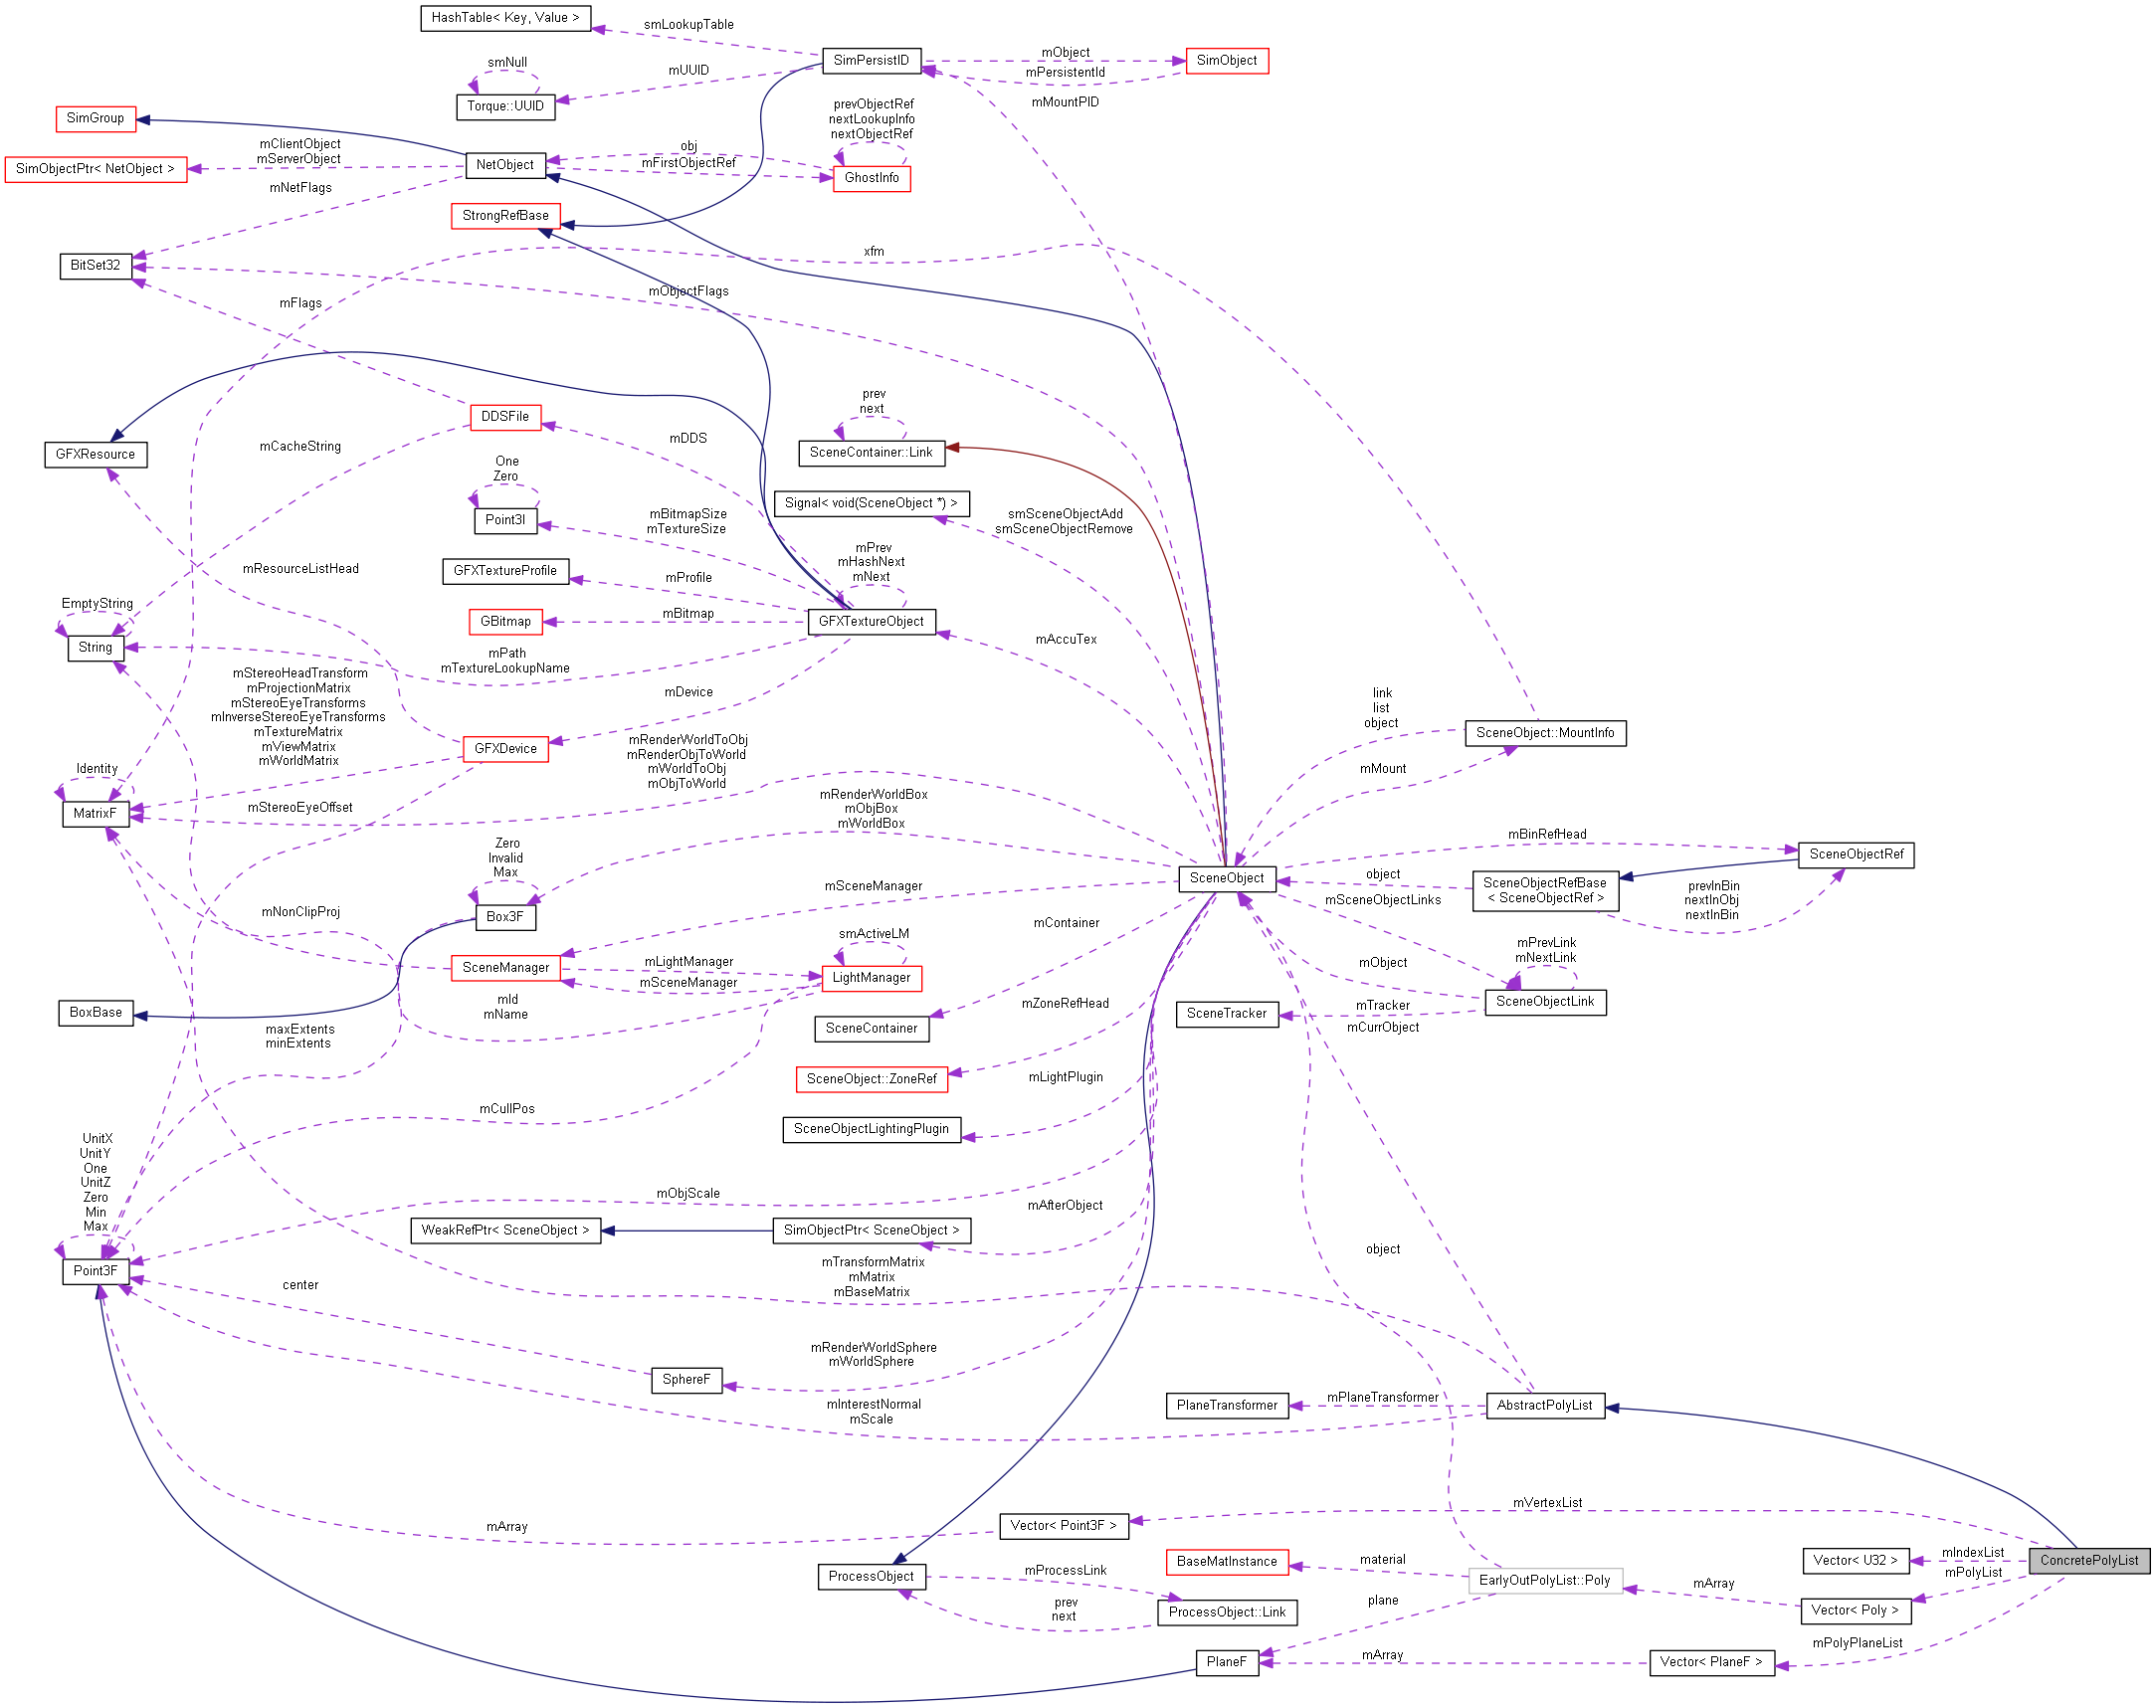 HashTable< Key, Value >
smLookupTable
SimPersistID
mObject
mPersistentId
SimObject
smNull
mUUID
Torque::UUID
mMountPID
SimGroup
prevObjectRef
nextLookupInfo
nextObjectRef
mClientObject
mServerObject
SimObjectPtr< NetObject >
NetObject
obj
mFirstObjectRef
GhostInfo
mNetFlags
StrongRefBase
BitSet32
xfm
mFlags
mObjectFlags
prev
next
SceneContainer::Link
DDSFile
mDDS
mCacheString
GFXResource
One
Zero
Point3I
mBitmapSize
mTextureSize
Signal< void(SceneObject *) >
smSceneObjectAdd
smSceneObjectRemove
mPrev
mHashNext
mNext
GFXTextureProfile
mProfile
mResourceListHead
EmptyString
String
GBitmap
mBitmap
GFXTextureObject
mAccuTex
mPath
mTextureLookupName
mDevice
mStereoHeadTransform
mProjectionMatrix
mStereoEyeTransforms
mInverseStereoEyeTransforms
mTextureMatrix
mViewMatrix
mWorldMatrix
GFXDevice
link
list
object
SceneObject::MountInfo
mMount
mRenderWorldToObj
mRenderObjToWorld
mWorldToObj
mObjToWorld
Identity
MatrixF
mStereoEyeOffset
mRenderWorldBox
mObjBox
mWorldBox
mBinRefHead
SceneObjectRef
Zero
Invalid
Max
Box3F
SceneObject
object
SceneObjectRefBase
< SceneObjectRef >
prevInBin
nextInObj
nextInBin
mSceneManager
mSceneObjectLinks
mNonClipProj
mContainer
smActiveLM
SceneManager
mLightManager
mSceneManager
LightManager
mPrevLink
mNextLink
mObject
SceneObjectLink
BoxBase
mId
mName
mZoneRefHead
SceneContainer
SceneTracker
mTracker
mCurrObject
maxExtents
minExtents
SceneObject::ZoneRef
mLightPlugin
mCullPos
SceneObjectLightingPlugin
UnitX
UnitY
One
UnitZ
Zero
Min
Max
Point3F
mObjScale
mAfterObject
WeakRefPtr< SceneObject >
SimObjectPtr< SceneObject >
object
center
mTransformMatrix
mMatrix
mBaseMatrix
mRenderWorldSphere
mWorldSphere
SphereF
mInterestNormal
mScale
PlaneTransformer
mPlaneTransformer
AbstractPolyList
mArray
Vector< Point3F >
mVertexList
ProcessObject
mProcessLink
prev
next
ProcessObject::Link
BaseMatInstance
material
EarlyOutPolyList::Poly
plane
mArray
Vector< U32 >
mIndexList
mPolyList
ConcretePolyList
Vector< Poly >
PlaneF
mArray
Vector< PlaneF >
mPolyPlaneList